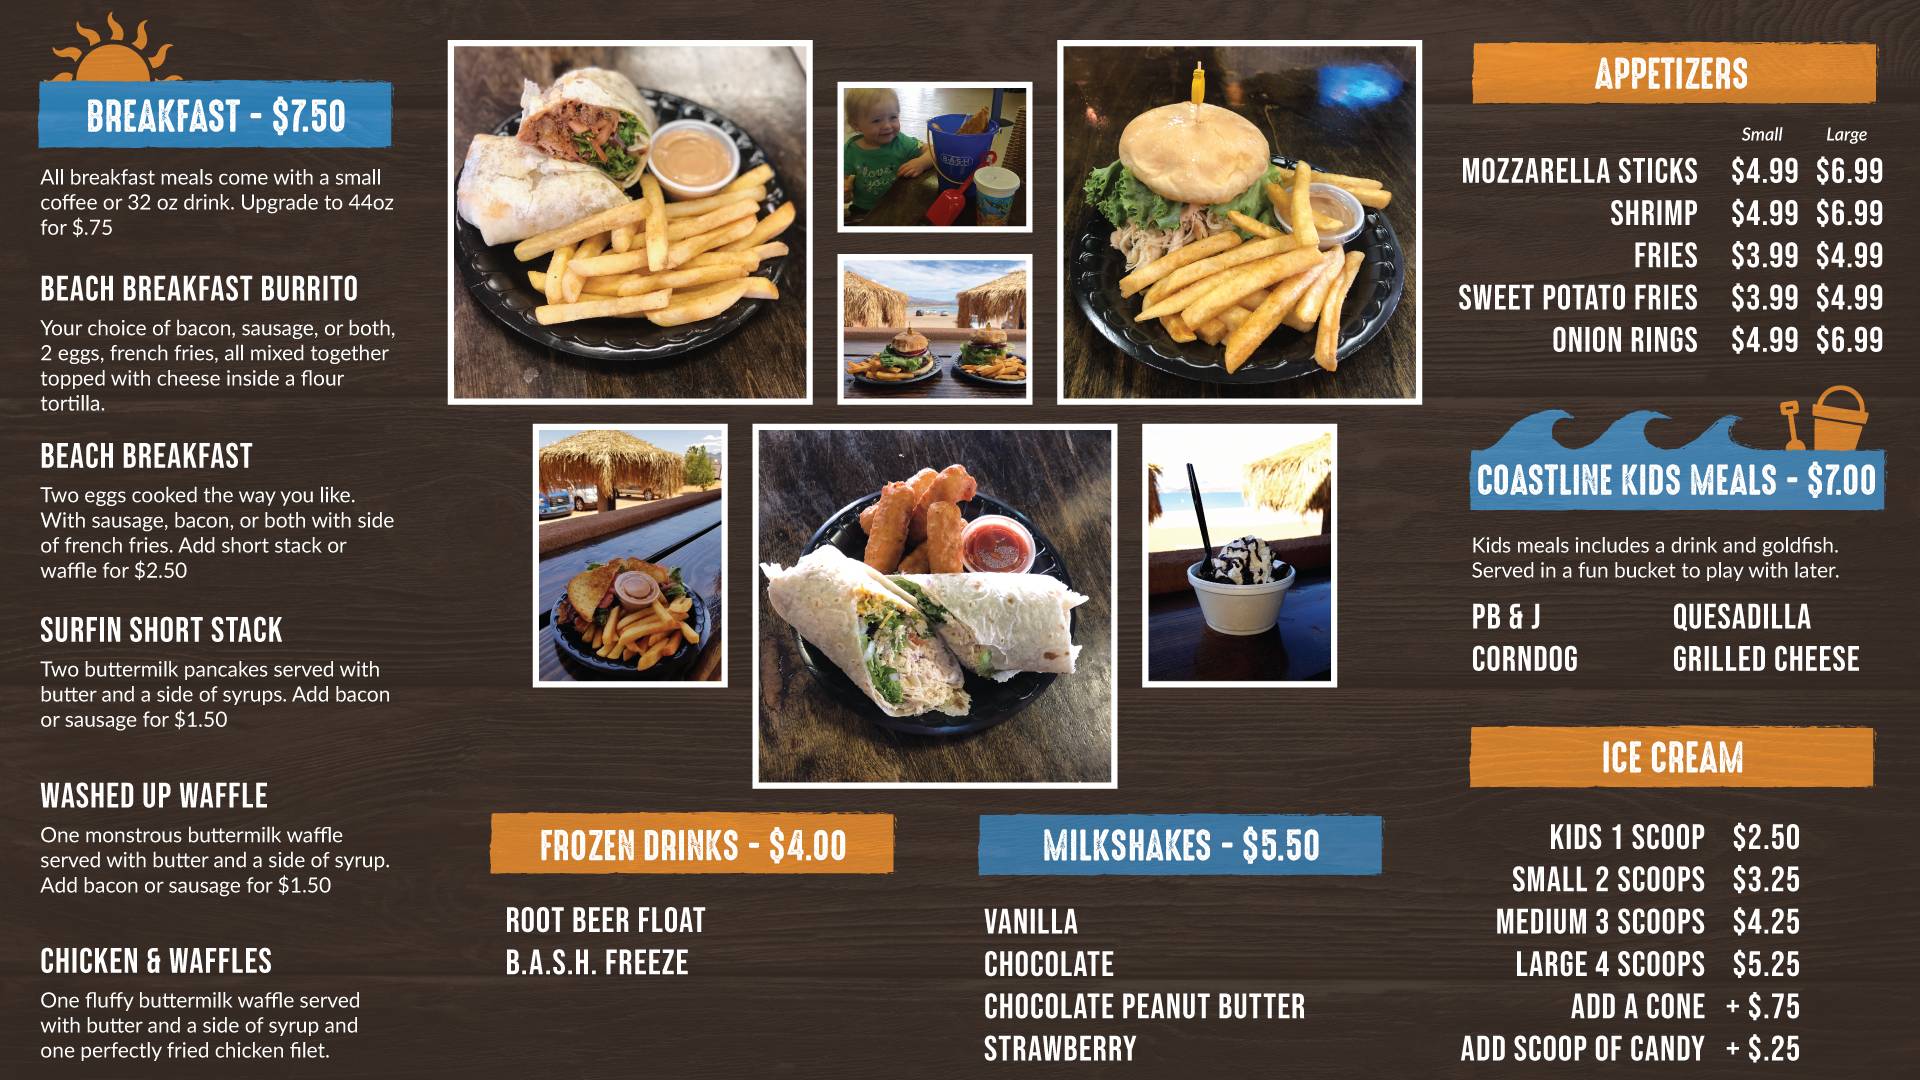 BREAKFAST - $7.50
All breakfast meals come with a small
coffee or 32 oz drink. Upgrade to 44oz
for $.75
BEACH BREAKFAST BURRITO
Your choice of bacon, sausage, or both,
2 eggs, french fries, all mixed together
topped with cheese inside a flour
tortilla.
BEACH BREAKFAST
Two eggs cooked the way you like.
With sausage, bacon, or both with side
of french fries. Add short stack or
waffle for $2.50
SURFIN SHORT STACK
Two buttermilk pancakes served with
butter and a side of syrups. Add bacon
or sausage for $1.50
WASHED UP WAFFLE
One monstrous buttermilk waffle
served with butter and a side of syrup.
Add bacon or sausage for $1.50
CHICKEN & WAFFLES
One fluffy buttermilk waffle served
with butter and a side of syrup and
one perfectly fried chicken filet.
love
you
B.A.S.H
FROZEN DRINKS - $4.00
ROOT BEER FLOAT
B.A.S.H. FREEZE
MILKSHAKES - $5.50
VANILLA
CHOCOLATE
CHOCOLATE PEANUT BUTTER
STRAWBERRY
APPETIZERS
Small Large
MOZZARELLA STICKS $4.99 $6.99
SHRIMP $4.99 $6.99
FRIES $3.99 $4.99
SWEET POTATO FRIES $3.99 $4.99
ONION RINGS $4.99 $6.99
COASTLINE KIDS MEALS - $7.00
Kids meals includes a drink and goldfish.
Served in a fun bucket to play with later.
PB & J QUESADILLA
CORNDOG GRILLED CHEESE
ICE CREAM
KIDS 1 SCOOP $2.50
SMALL 2 SCOOPS $3.25
MEDIUM 3 SCOOPS $4.25
LARGE 4 SCOOPS $5.25
ADD A CONE + $.75
ADD SCOOP OF CANDY + $.25